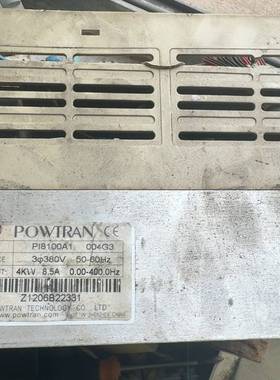 POWTRAN CE
PI8100A1 004G3
3φ380V 50-60Hz
4KW 8.5A 0.00-400.0Hz
Z1206B22331
POWTRAN TECHNOLOGY CO. LTD
www.powtran.com